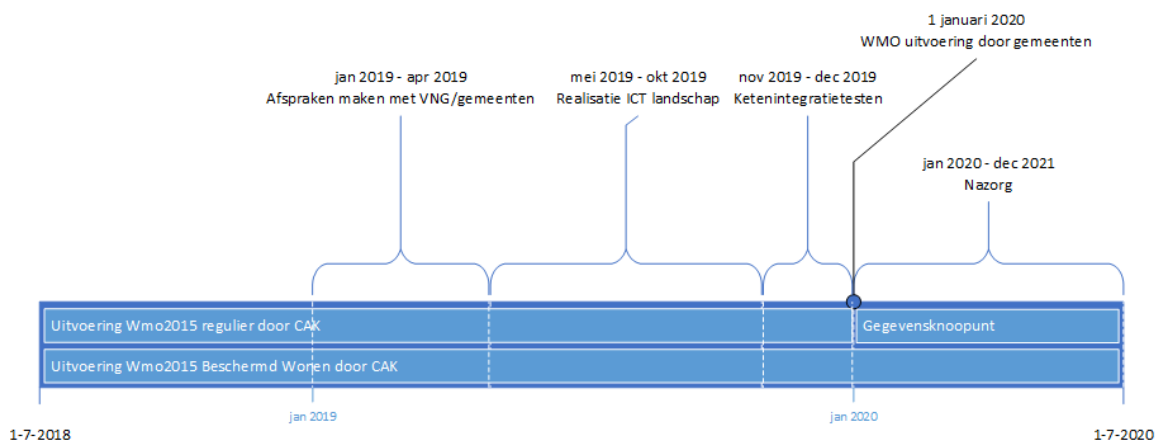 1 januari 2020
WMO uitvoering door gemeenten
jan 2019 - apr 2019
Afspraken maken met VNG/gemeenten
mei 2019 - okt 2019
Realisatie ICT landschap
nov 2019 - dec 2019
Ketenintegratietesten
jan 2020 - dec 2021
Nazorg
Uitvoering Wmo2015 regulier door CAK
Gegevensknoopunt
Uitvoering Wmo2015 Beschermd Wonen door CAK
jan 2019
jan 2020
1-7-2018
1-7-2020